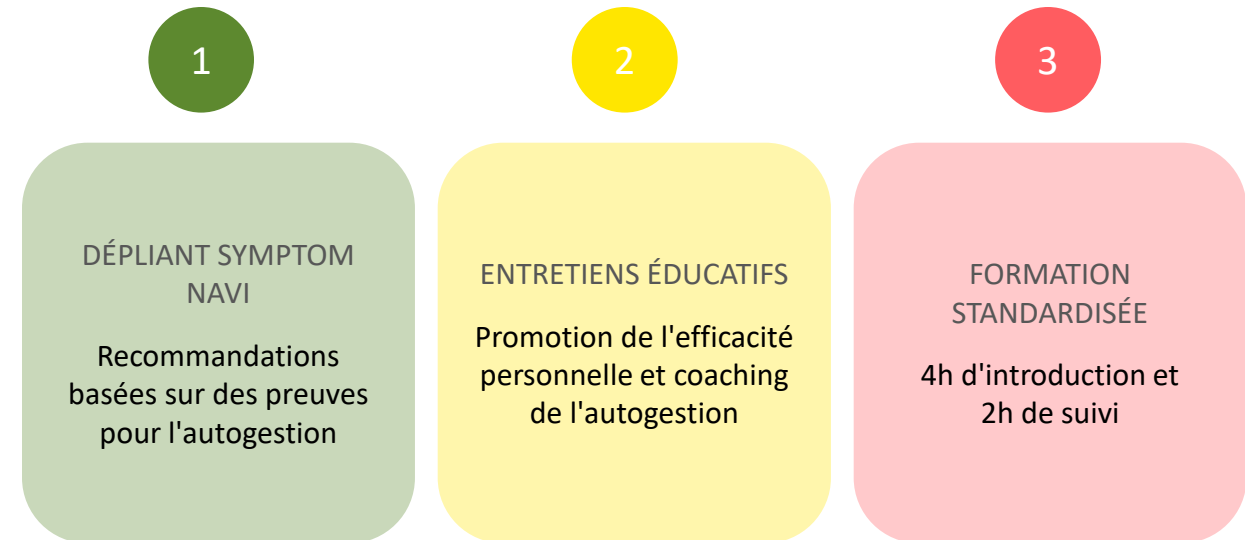 1
2
3
DÉPLIANT SYMPTOM
NAVI
Recommandations
basées sur des preuves
pour l'autogestion
ENTRETIENS ÉDUCATIFS
Promotion de l'efficacité
personnelle et coaching
de l'autogestion
FORMATION
STANDARDISÉE
4h d'introduction et
2h de suivi